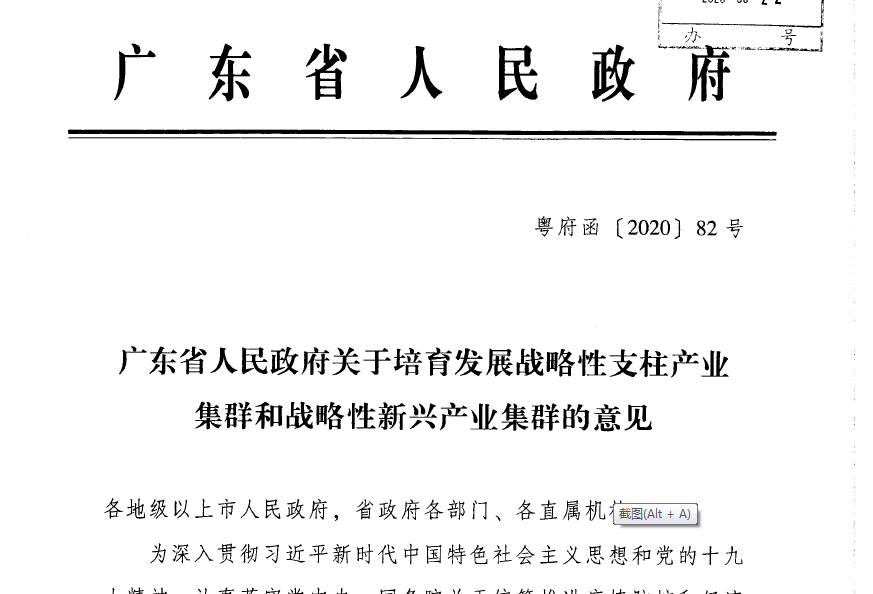 办 号
广东省人民政府
粤府函〔2020〕82 号
广东省人民政府关于培育发展战略性支柱产业
集群和战略性新兴产业集群的意见
各地级以上市人民政府，省政府各部门、各直属机
截图(Alt + A)
为深入贯彻习近平新时代中国特色社会主义思想和党的十九